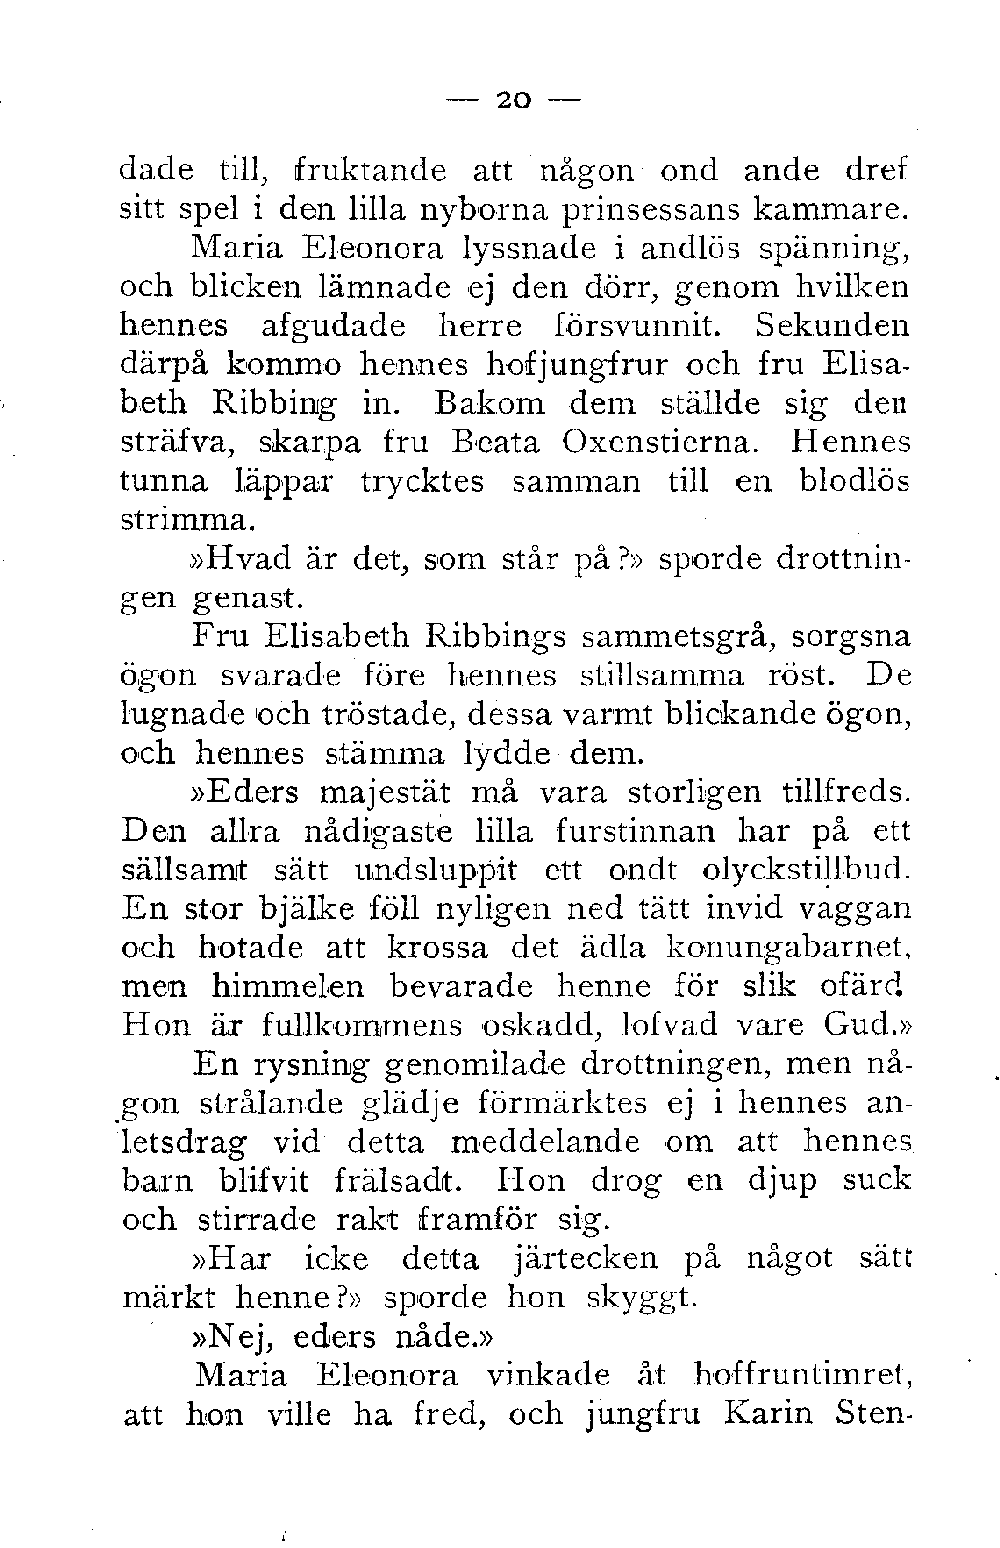 — 20 —
dade till, fruktande att någon ond ande dref
sitt spel i den lilla nyborna prinsessans kammare.
Maria Eleonora lyssnade i andlös spänning,
och blicken lämnade ej den dörr, genom hvilken
hennes afgudade herre försvunnit. Sekunden
därpå kommo hennes hofjungfrur och fru Elisa-
beth Ribbing in. Bakom dem ställde sig den
sträfva, skarpa fru Beata Oxenstierna. Hennes
tunna läppar trycktes samman till en blodlös
strimma.
»Hvad är det, som står på?» sporde drottnin-
gen genast.
Fru Elisabeth Ribbings sammetsgrå, sorgsna
ögon svarade före hennes stillsamma röst. De
lugnade och tröstade, dessa varmt blickande ögon,
och hennes stämma lydde dem.
»Eders majestät må vara storligen tillfreds.
Den allra nådigaste lilla furstinnan har på ett
sällsamt sätt undsluppit ett ondt olyckstillbud.
En stor bjälke föll nyligen ned tätt invid vaggan
och hotade att krossa det ädla konungabarnet,
men himmelen bevarade henne för slik ofärd.
Hon är fullkommens oskadd, lofvad vare Gud.»
En rysning genomilade drottningen, men nå-
gon strålande glädje förmärktes ej i hennes an-
letsdrag vid detta meddelande om att hennes
barn blifvit frälsadt. Hon drog en djup suck
och stirrade rakt framför sig.
»Har icke detta järtecken på något sätt
märkt henne?» sporde hon skyggt.
»Nej, eders nåde.»
Maria Eleonora vinkade åt hoffruntimret,
att hon ville ha fred, och jungfru Karin Sten-